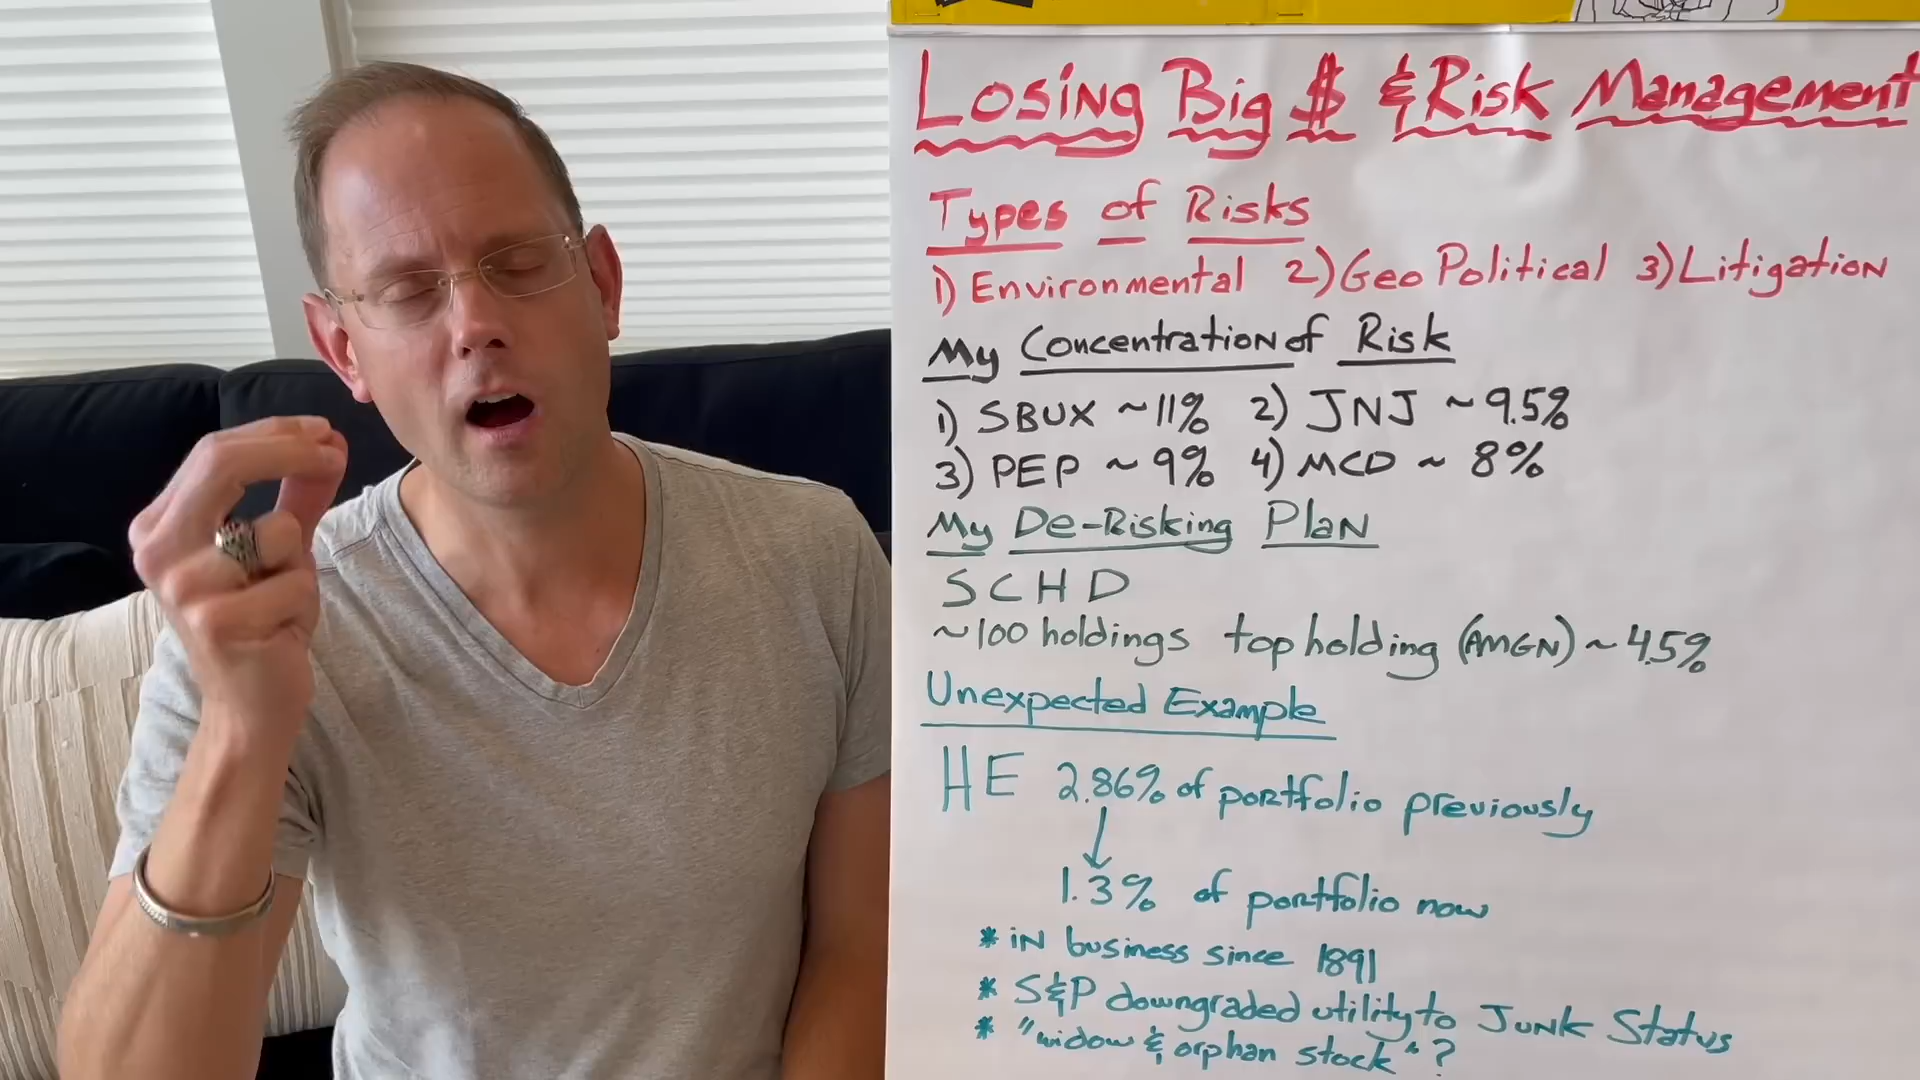 Losing Big $ & Risk Management
Types of Risks
1) Environmental 2) Geo Political 3) Litigation
My Concentration of Risk
1) SBUX ~11% 2) JNJ ~9.5%
3) PEP ~9% 4) MCD ~ 8%
My De-Risking Plan
SCHD
~100 holdings top holding (AMGN) ~4.5%
Unexpected Example
HE 2.86% of portfolio previously
↓
1.3% of portfolio now
* in business since 1891
* S&P downgraded utility to Junk Status
* "widow & orphan stock"?